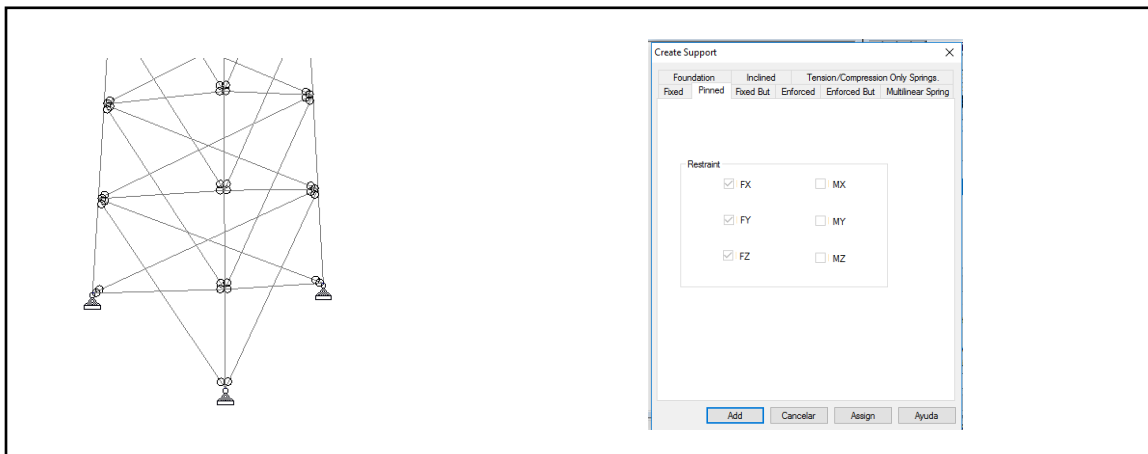 Create Support
Foundation Inclined Tension/Compression Only Springs.
Fixed Pinned Fixed But Enforced Enforced But Multilinear Spring
Restraint
FX MX
FY MY
FZ MZ
Add Cancelar Assign Ayuda